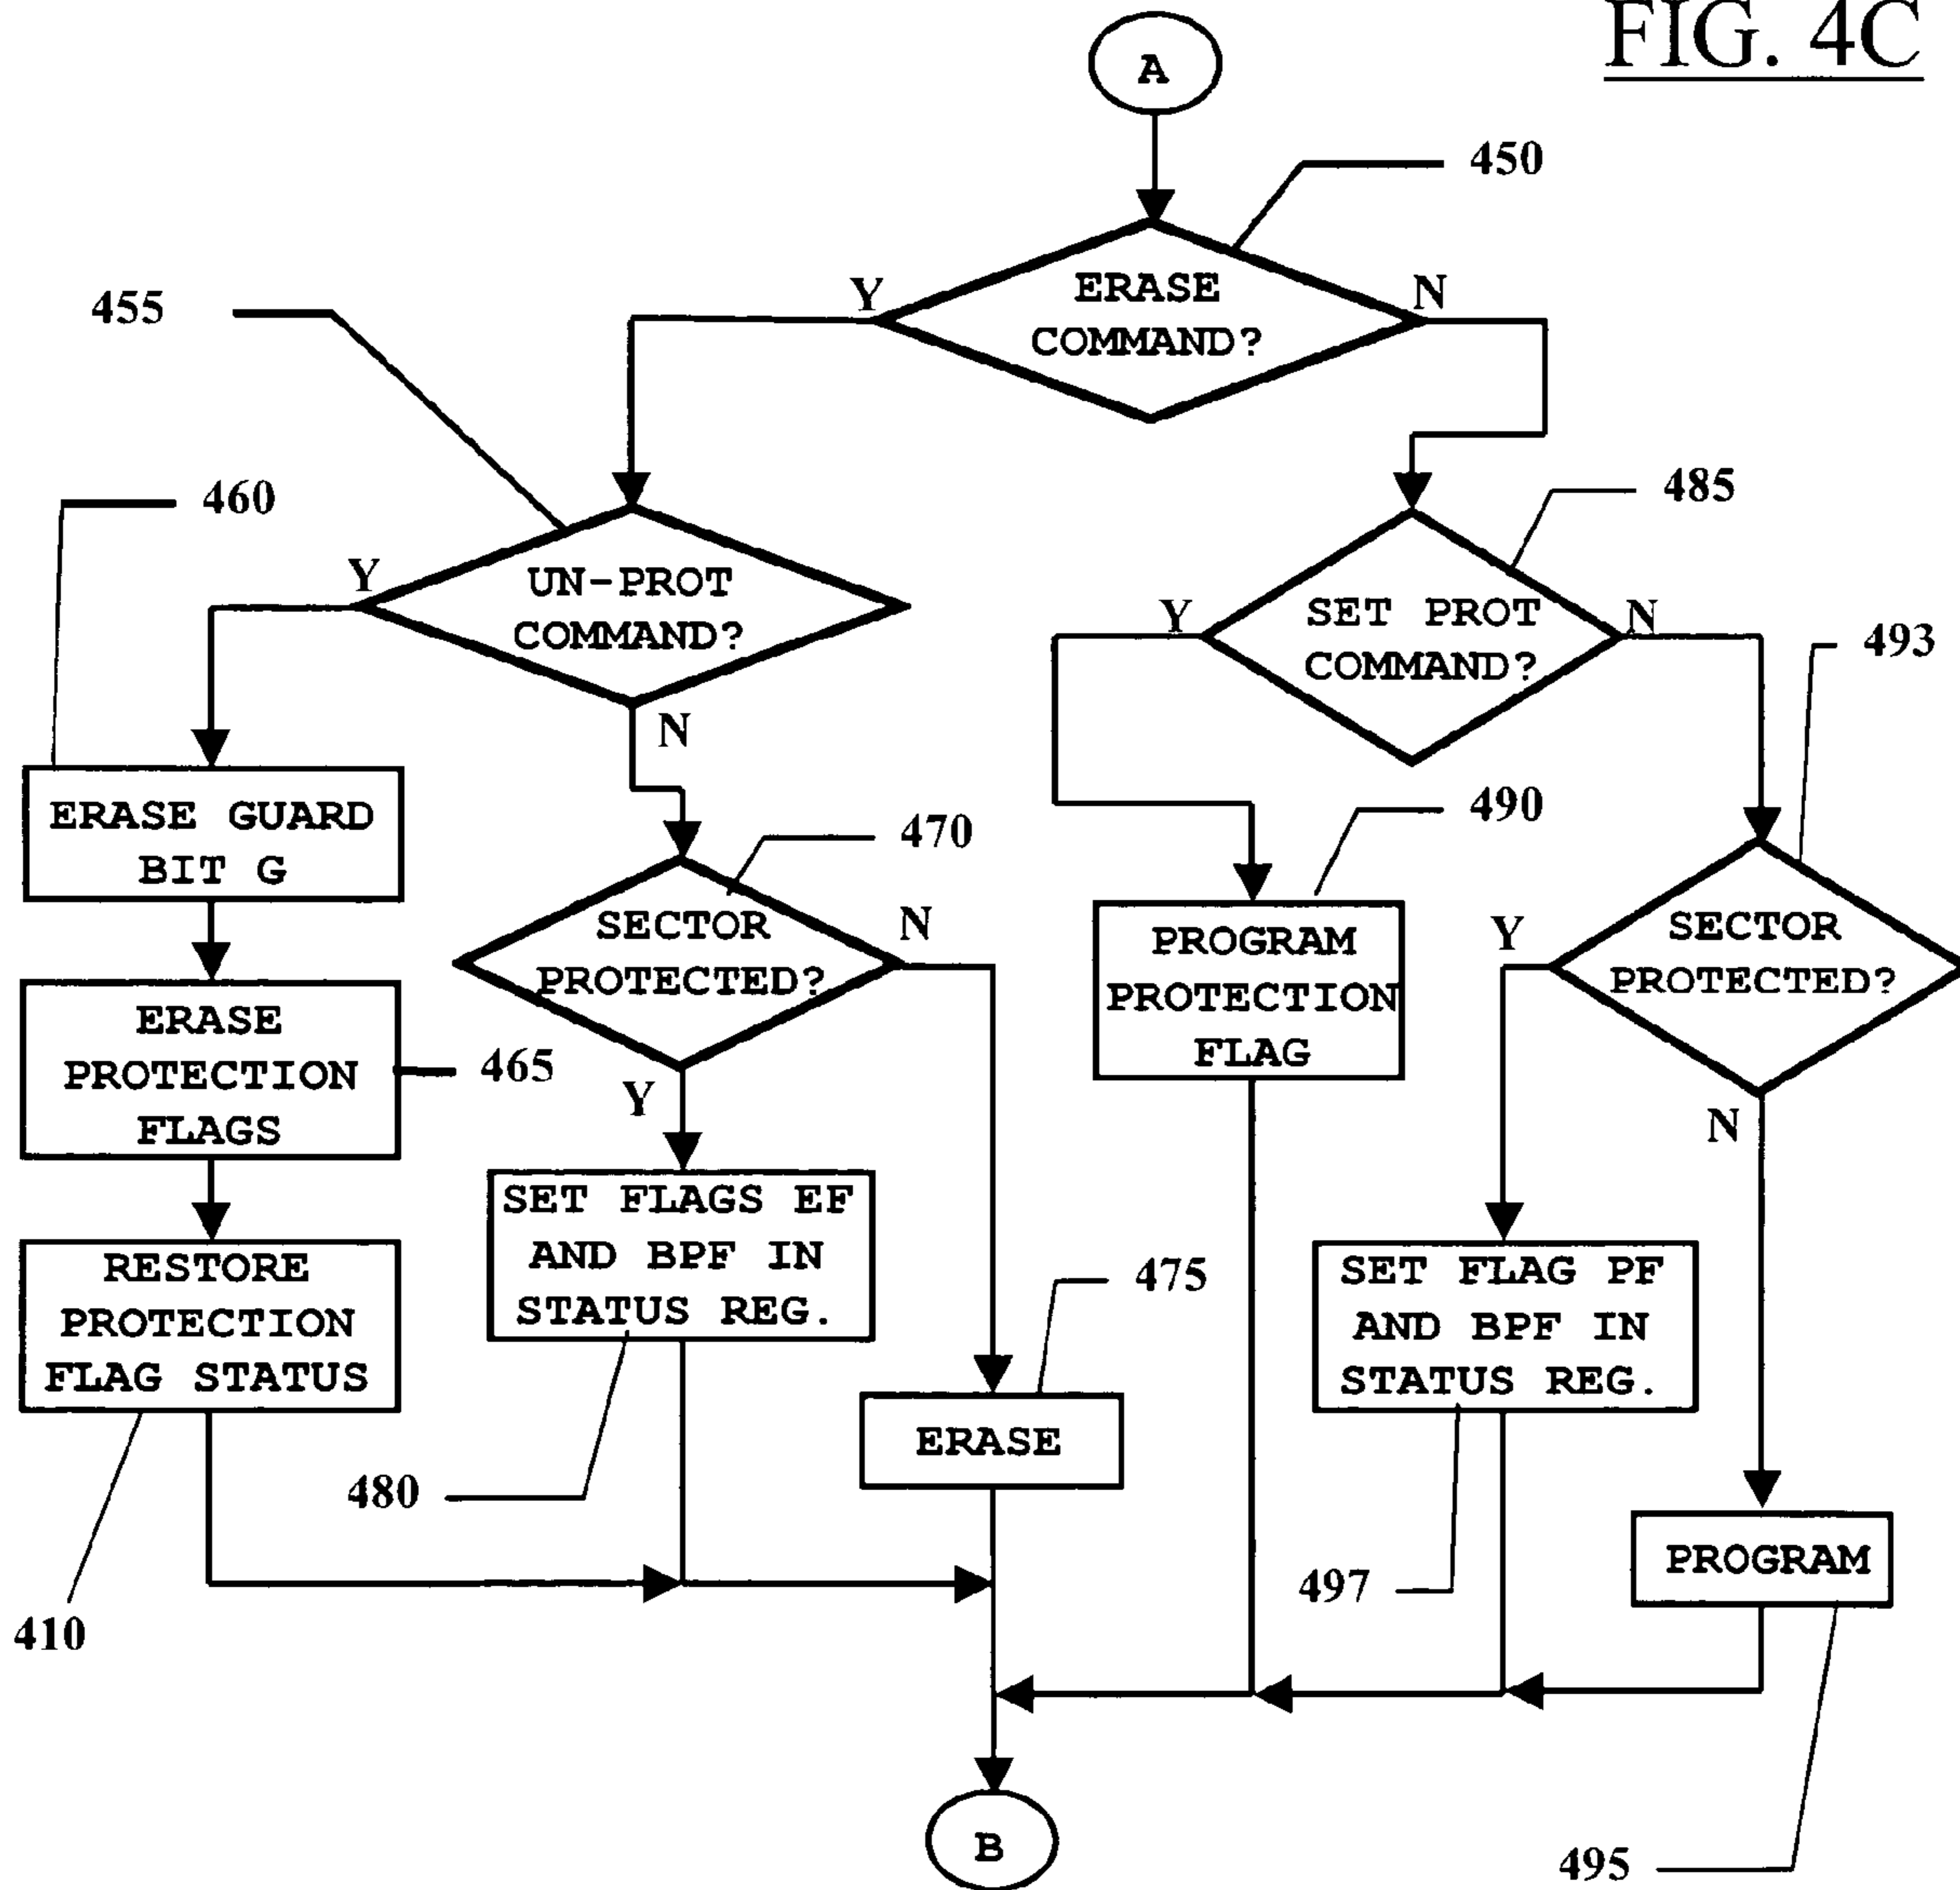 FIG. 4C
A
450
ERASE
COMMAND?
Y
N
455
460
485
UN-PROT
COMMAND?
Y
N
SET PROT
COMMAND?
Y
N
493
ERASE GUARD
BIT G
470
490
SECTOR
PROTECTED?
N
Y
PROGRAM
PROTECTION
FLAG
SECTOR
PROTECTED?
Y
N
ERASE
PROTECTION
FLAGS
465
SET FLAGS EF
AND BPF IN
STATUS REG.
RESTORE
PROTECTION
FLAG STATUS
475
SET FLAG PF
AND BPF IN
STATUS REG.
ERASE
480
PROGRAM
497
410
B
495